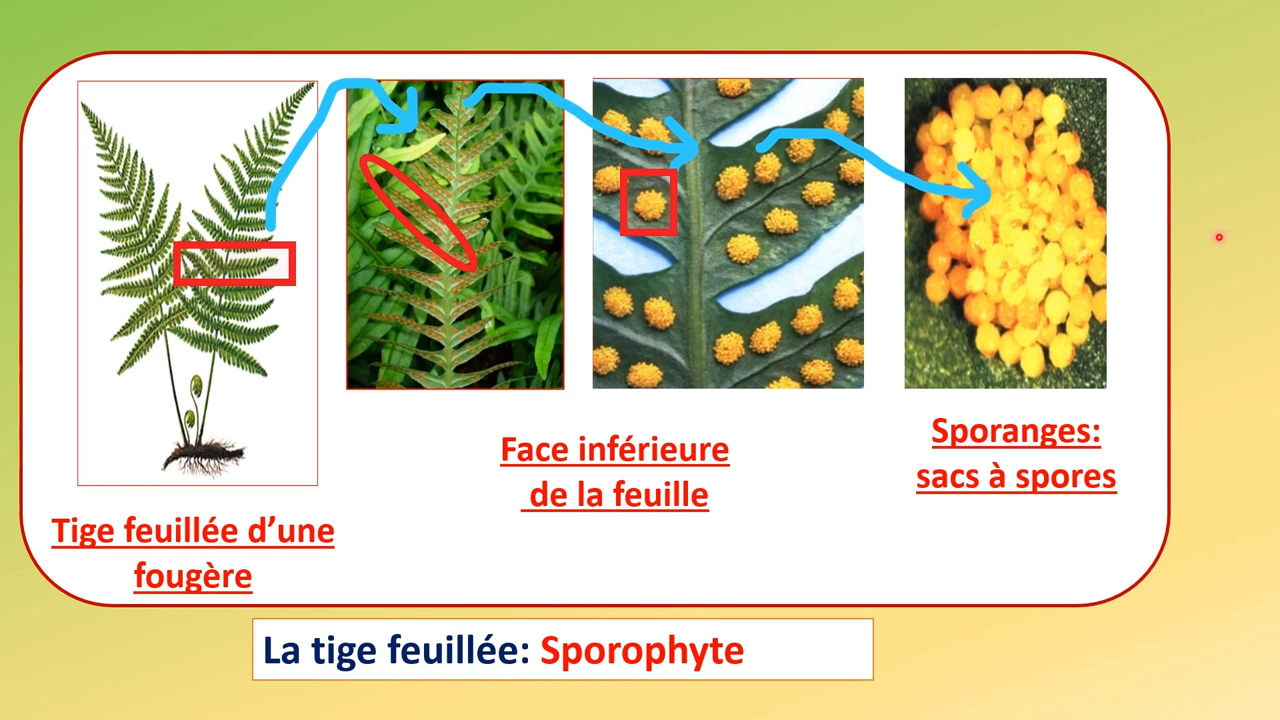 Tige feuillée d’une
fougère
Face inférieure
de la feuille
Sporanges:
sacs à spores
La tige feuillée: Sporophyte